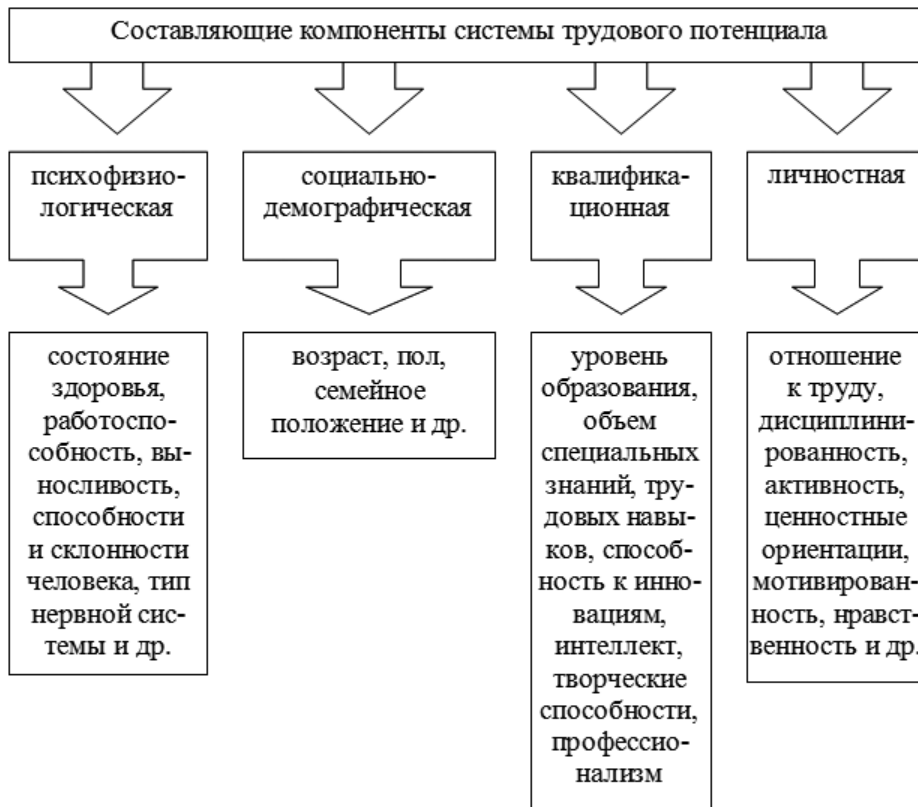 Составляющие компоненты системы трудового потенциала
психофизио-
логическая
социально-
демографическая
квалифика-
ционная
личностная
состояние
здоровья,
работоспо-
собность, вы-
носливость,
способности
и склонности
человека, тип
нервной сис-
темы и др.
возраст, пол,
семейное
положение и др.
уровень
образования,
объем
специальных
знаний, тру-
довых навы-
ков, способ-
ность к инно-
вациям,
интеллект,
творческие
способности,
профессио-
нализм
отношение
к труду,
дисциплини-
рованность,
активность,
ценностные
ориентации,
мотивирован-
ность, нравст-
венность и др.